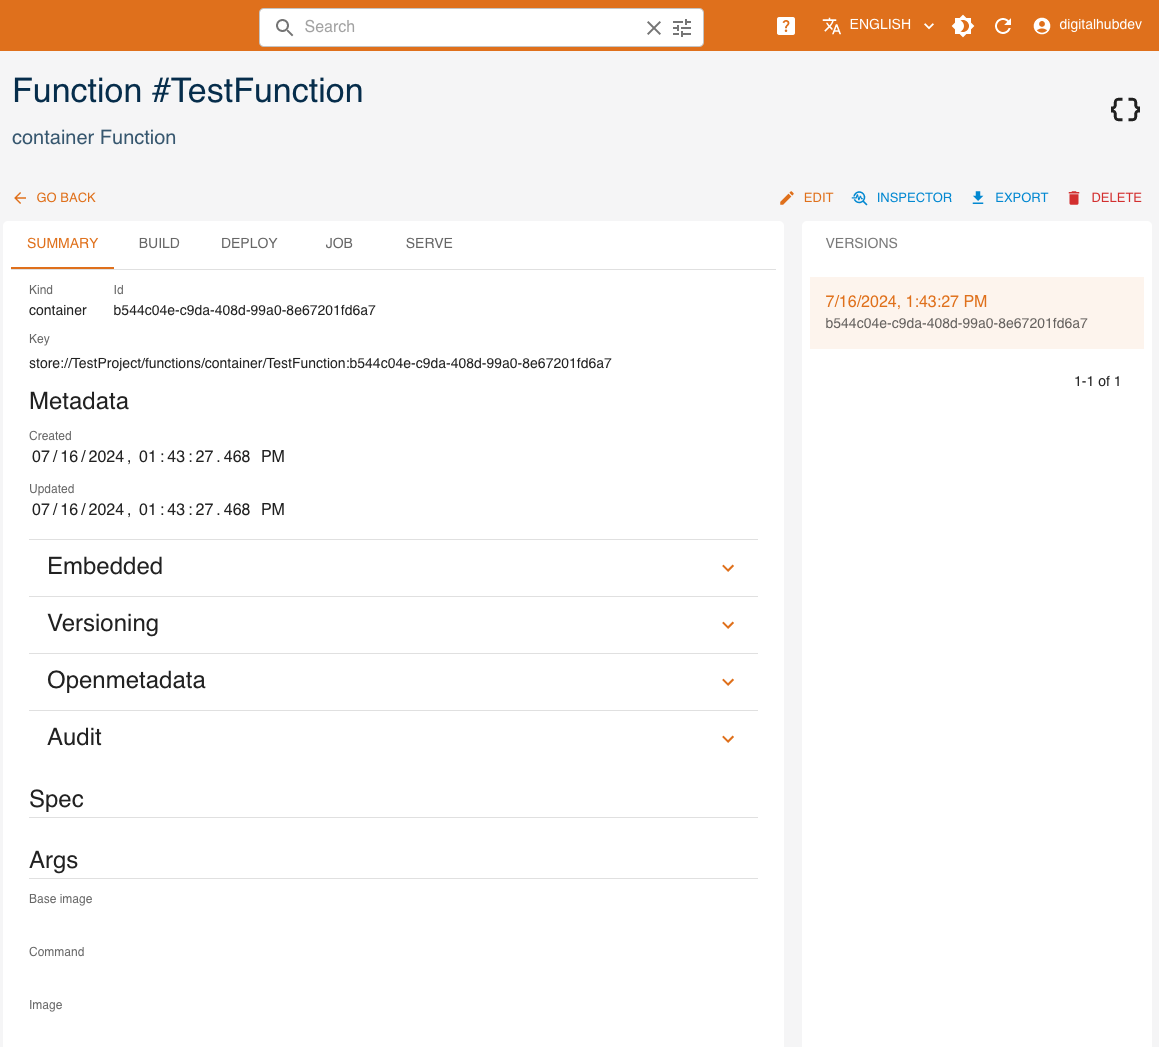 Search
?
ENGLISH
digitalhubdev
Function #TestFunction
container Function
GO BACK
EDIT
INSPECTOR
EXPORT
DELETE
SUMMARY
BUILD
DEPLOY
JOB
SERVE
Kind
Id
container
b544c04e-c9da-408d-99a0-8e67201fd6a7
Key
store://TestProject/functions/container/TestFunction:b544c04e-c9da-408d-99a0-8e67201fd6a7
Metadata
Created
07/16/2024, 01:43:27.468 PM
Updated
07/16/2024, 01:43:27.468 PM
Embedded
Versioning
Openmetadata
Audit
Spec
Args
Base image
Command
Image
VERSIONS
7/16/2024, 1:43:27 PM
b544c04e-c9da-408d-99a0-8e67201fd6a7
1-1 of 1